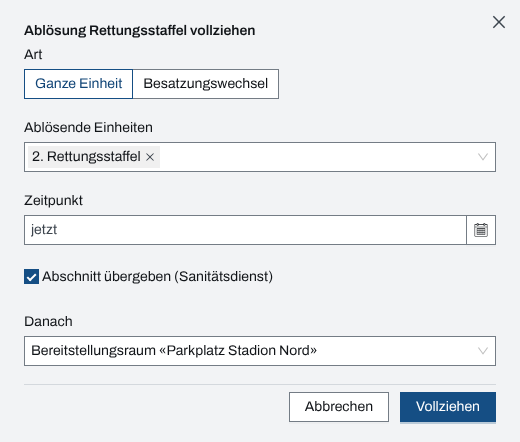 Ablösung Rettungsstaffel vollziehen
Art
Ganze Einheit Besatzungswechsel
Ablösende Einheiten
2. Rettungsstaffel
Zeitpunkt
jetzt
Abschnitt übergeben (Sanitätsdienst)
Danach
Bereitstellungsraum «Parkplatz Stadion Nord»
Abbrechen Vollziehen